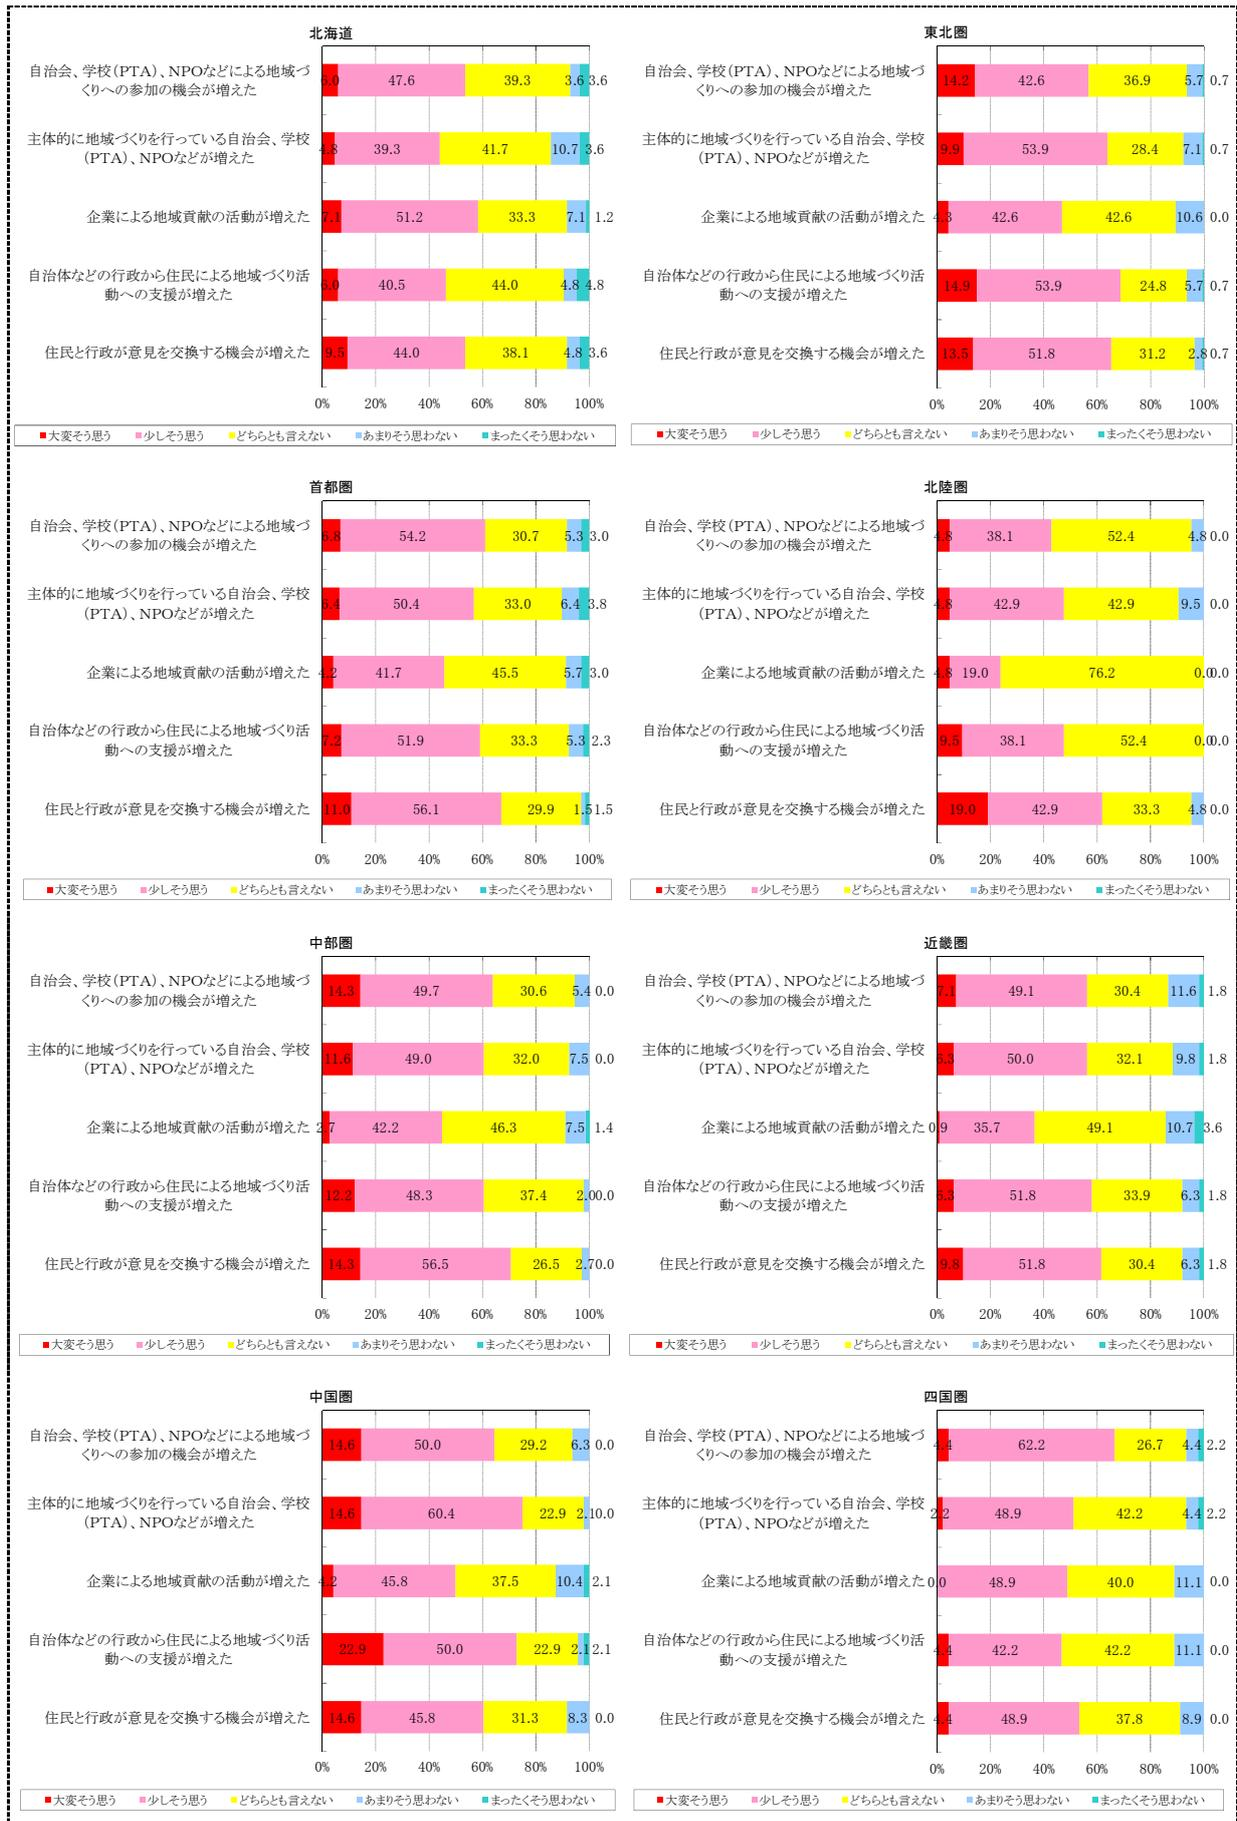 北海道
自治会、学校(PTA)、NPOなどによる地域づ
くりへの参加の機会が増えた
6.0 47.6 39.3 3.6 3.6
主体的に地域づくりを行っている自治会、学校
(PTA)、NPOなどが増えた
4.8 39.3 41.7 10.7 3.6
企業による地域貢献の活動が増えた
7.1 51.2 33.3 7.1 1.2
自治体などの行政から住民による地域づくり活
動への支援が増えた
6.0 40.5 44.0 4.8 4.8
住民と行政が意見を交換する機会が増えた
9.5 44.0 38.1 4.8 3.6
0% 20% 40% 60% 80% 100%
大変そう思う 少しそう思う どちらとも言えない あまりそう思わない まったくそう思わない
東北圏
自治会、学校(PTA)、NPOなどによる地域づ
くりへの参加の機会が増えた
14.2 42.6 36.9 5.7 0.7
主体的に地域づくりを行っている自治会、学校
(PTA)、NPOなどが増えた
9.9 53.9 28.4 7.1 0.7
企業による地域貢献の活動が増えた
4.3 42.6 42.6 10.6 0.0
自治体などの行政から住民による地域づくり活
動への支援が増えた
14.9 53.9 24.8 5.7 0.7
住民と行政が意見を交換する機会が増えた
13.5 51.8 31.2 2.8 0.7
0% 20% 40% 60% 80% 100%
大変そう思う 少しそう思う どちらとも言えない あまりそう思わない まったくそう思わない
首都圏
自治会、学校(PTA)、NPOなどによる地域づ
くりへの参加の機会が増えた
6.8 54.2 30.7 5.3 3.0
主体的に地域づくりを行っている自治会、学校
(PTA)、NPOなどが増えた
6.4 50.4 33.0 6.4 3.8
企業による地域貢献の活動が増えた
4.2 41.7 45.5 5.7 3.0
自治体などの行政から住民による地域づくり活
動への支援が増えた
7.2 51.9 33.3 5.3 2.3
住民と行政が意見を交換する機会が増えた
11.0 56.1 29.9 1.5 1.5
0% 20% 40% 60% 80% 100%
大変そう思う 少しそう思う どちらとも言えない あまりそう思わない まったくそう思わない
北陸圏
自治会、学校(PTA)、NPOなどによる地域づ
くりへの参加の機会が増えた
4.8 38.1 52.4 4.8 0.0
主体的に地域づくりを行っている自治会、学校
(PTA)、NPOなどが増えた
4.8 42.9 42.9 9.5 0.0
企業による地域貢献の活動が増えた
4.8 19.0 76.2 0.0 0.0
自治体などの行政から住民による地域づくり活
動への支援が増えた
9.5 38.1 52.4 0.0 0.0
住民と行政が意見を交換する機会が増えた
19.0 42.9 33.3 4.8 0.0
0% 20% 40% 60% 80% 100%
大変そう思う 少しそう思う どちらとも言えない あまりそう思わない まったくそう思わない
中部圏
自治会、学校(PTA)、NPOなどによる地域づ
くりへの参加の機会が増えた
14.3 49.7 30.6 5.4 0.0
主体的に地域づくりを行っている自治会、学校
(PTA)、NPOなどが増えた
11.6 49.0 32.0 7.5 0.0
企業による地域貢献の活動が増えた
2.7 42.2 46.3 7.5 1.4
自治体などの行政から住民による地域づくり活
動への支援が増えた
12.2 48.3 37.4 2.0 0.0
住民と行政が意見を交換する機会が増えた
14.3 56.5 26.5 2.7 0.0
0% 20% 40% 60% 80% 100%
大変そう思う 少しそう思う どちらとも言えない あまりそう思わない まったくそう思わない
近畿圏
自治会、学校(PTA)、NPOなどによる地域づ
くりへの参加の機会が増えた
7.1 49.1 30.4 11.6 1.8
主体的に地域づくりを行っている自治会、学校
(PTA)、NPOなどが増えた
6.3 50.0 32.1 9.8 1.8
企業による地域貢献の活動が増えた
0.9 35.7 49.1 10.7 3.6
自治体などの行政から住民による地域づくり活
動への支援が増えた
6.3 51.8 33.9 6.3 1.8
住民と行政が意見を交換する機会が増えた
9.8 51.8 30.4 6.3 1.8
0% 20% 40% 60% 80% 100%
大変そう思う 少しそう思う どちらとも言えない あまりそう思わない まったくそう思わない
中国圏
自治会、学校(PTA)、NPOなどによる地域づ
くりへの参加の機会が増えた
14.6 50.0 29.2 6.3 0.0
主体的に地域づくりを行っている自治会、学校
(PTA)、NPOなどが増えた
14.6 60.4 22.9 2.1 0.0
企業による地域貢献の活動が増えた
4.2 45.8 37.5 10.4 2.1
自治体などの行政から住民による地域づくり活
動への支援が増えた
22.9 50.0 22.9 2.1 2.1
住民と行政が意見を交換する機会が増えた
14.6 45.8 31.3 8.3 0.0
0% 20% 40% 60% 80% 100%
大変そう思う 少しそう思う どちらとも言えない あまりそう思わない まったくそう思わない
四国圏
自治会、学校(PTA)、NPOなどによる地域づ
くりへの参加の機会が増えた
4.4 62.2 26.7 4.4 2.2
主体的に地域づくりを行っている自治会、学校
(PTA)、NPOなどが増えた
2.2 48.9 42.2 4.4 2.2
企業による地域貢献の活動が増えた
0.0 48.9 40.0 11.1 0.0
自治体などの行政から住民による地域づくり活
動への支援が増えた
4.4 42.2 42.2 11.1 0.0
住民と行政が意見を交換する機会が増えた
4.4 48.9 37.8 8.9 0.0
0% 20% 40% 60% 80% 100%
大変そう思う 少しそう思う どちらとも言えない あまりそう思わない まったくそう思わない